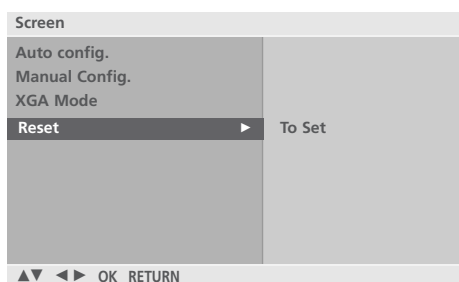 Screen
Auto config.
Manual Config.
XGA Mode
Reset ► To Set
▲▼ ◄► OK RETURN